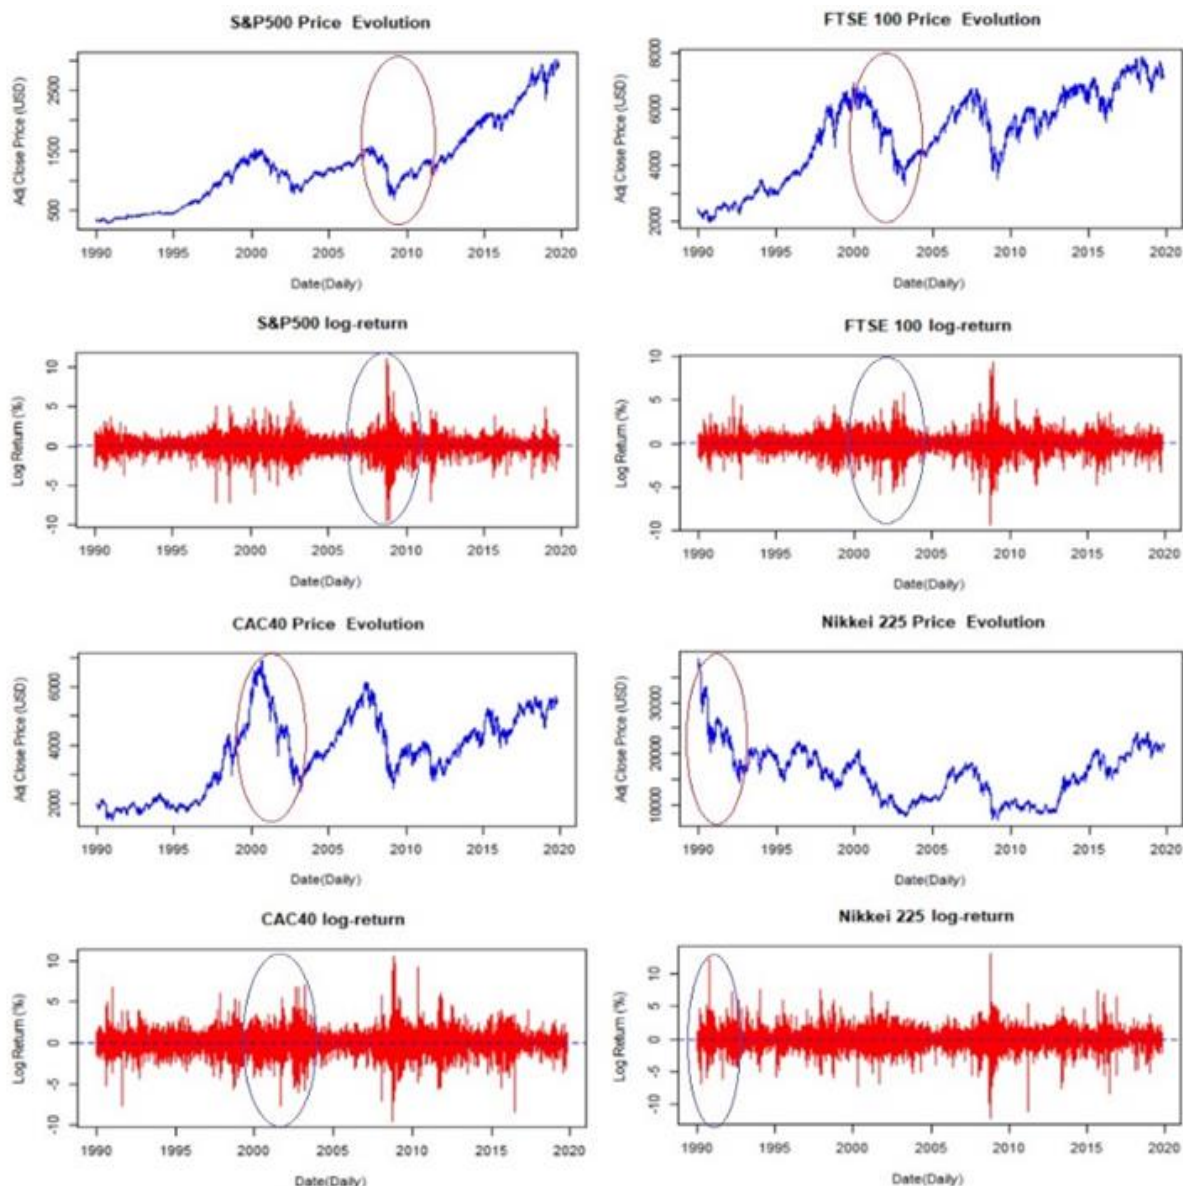 S&P500 Price  Evolution
Adj Close Price (USD)
500 1500 2500
1990 1995 2000 2005 2010 2015 2020
Date(Daily)
FTSE 100 Price  Evolution
Adj Close Price (USD)
2000 4000 6000 8000
1990 1995 2000 2005 2010 2015 2020
Date(Daily)
S&P500 log-return
Log Return (%)
-10 -5 0 5 10
1990 1995 2000 2005 2010 2015 2020
Date(Daily)
FTSE 100 log-return
Log Return (%)
-10 -5 0 5 10
1990 1995 2000 2005 2010 2015 2020
Date(Daily)
CAC40 Price  Evolution
Adj Close Price (USD)
2000 4000 6000
1990 1995 2000 2005 2010 2015 2020
Date(Daily)
Nikkei 225 Price  Evolution
Adj Close Price (USD)
10000 20000 30000
1990 1995 2000 2005 2010 2015 2020
Date(Daily)
CAC40 log-return
Log Return (%)
-10 -5 0 5 10
1990 1995 2000 2005 2010 2015 2020
Date(Daily)
Nikkei 225 log-return
Log Return (%)
-10 -5 0 5 10
1990 1995 2000 2005 2010 2015 2020
Date(Daily)